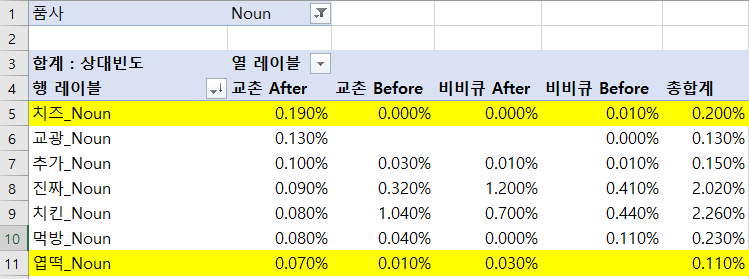 1 품사 Noun
2
3 합계 : 상대빈도 열 레이블
4 행 레이블 교촌 After 교촌 Before 비비큐 After 비비큐 Before 총합계
5 치즈_Noun 0.190% 0.000% 0.000% 0.010% 0.200%
6 교광_Noun 0.130% 0.000% 0.130%
7 추가_Noun 0.100% 0.030% 0.010% 0.010% 0.150%
8 진짜_Noun 0.090% 0.320% 1.200% 0.410% 2.020%
9 치킨_Noun 0.080% 1.040% 0.700% 0.440% 2.260%
10 먹방_Noun 0.080% 0.040% 0.000% 0.110% 0.230%
11 엽떡_Noun 0.070% 0.010% 0.030% 0.110%